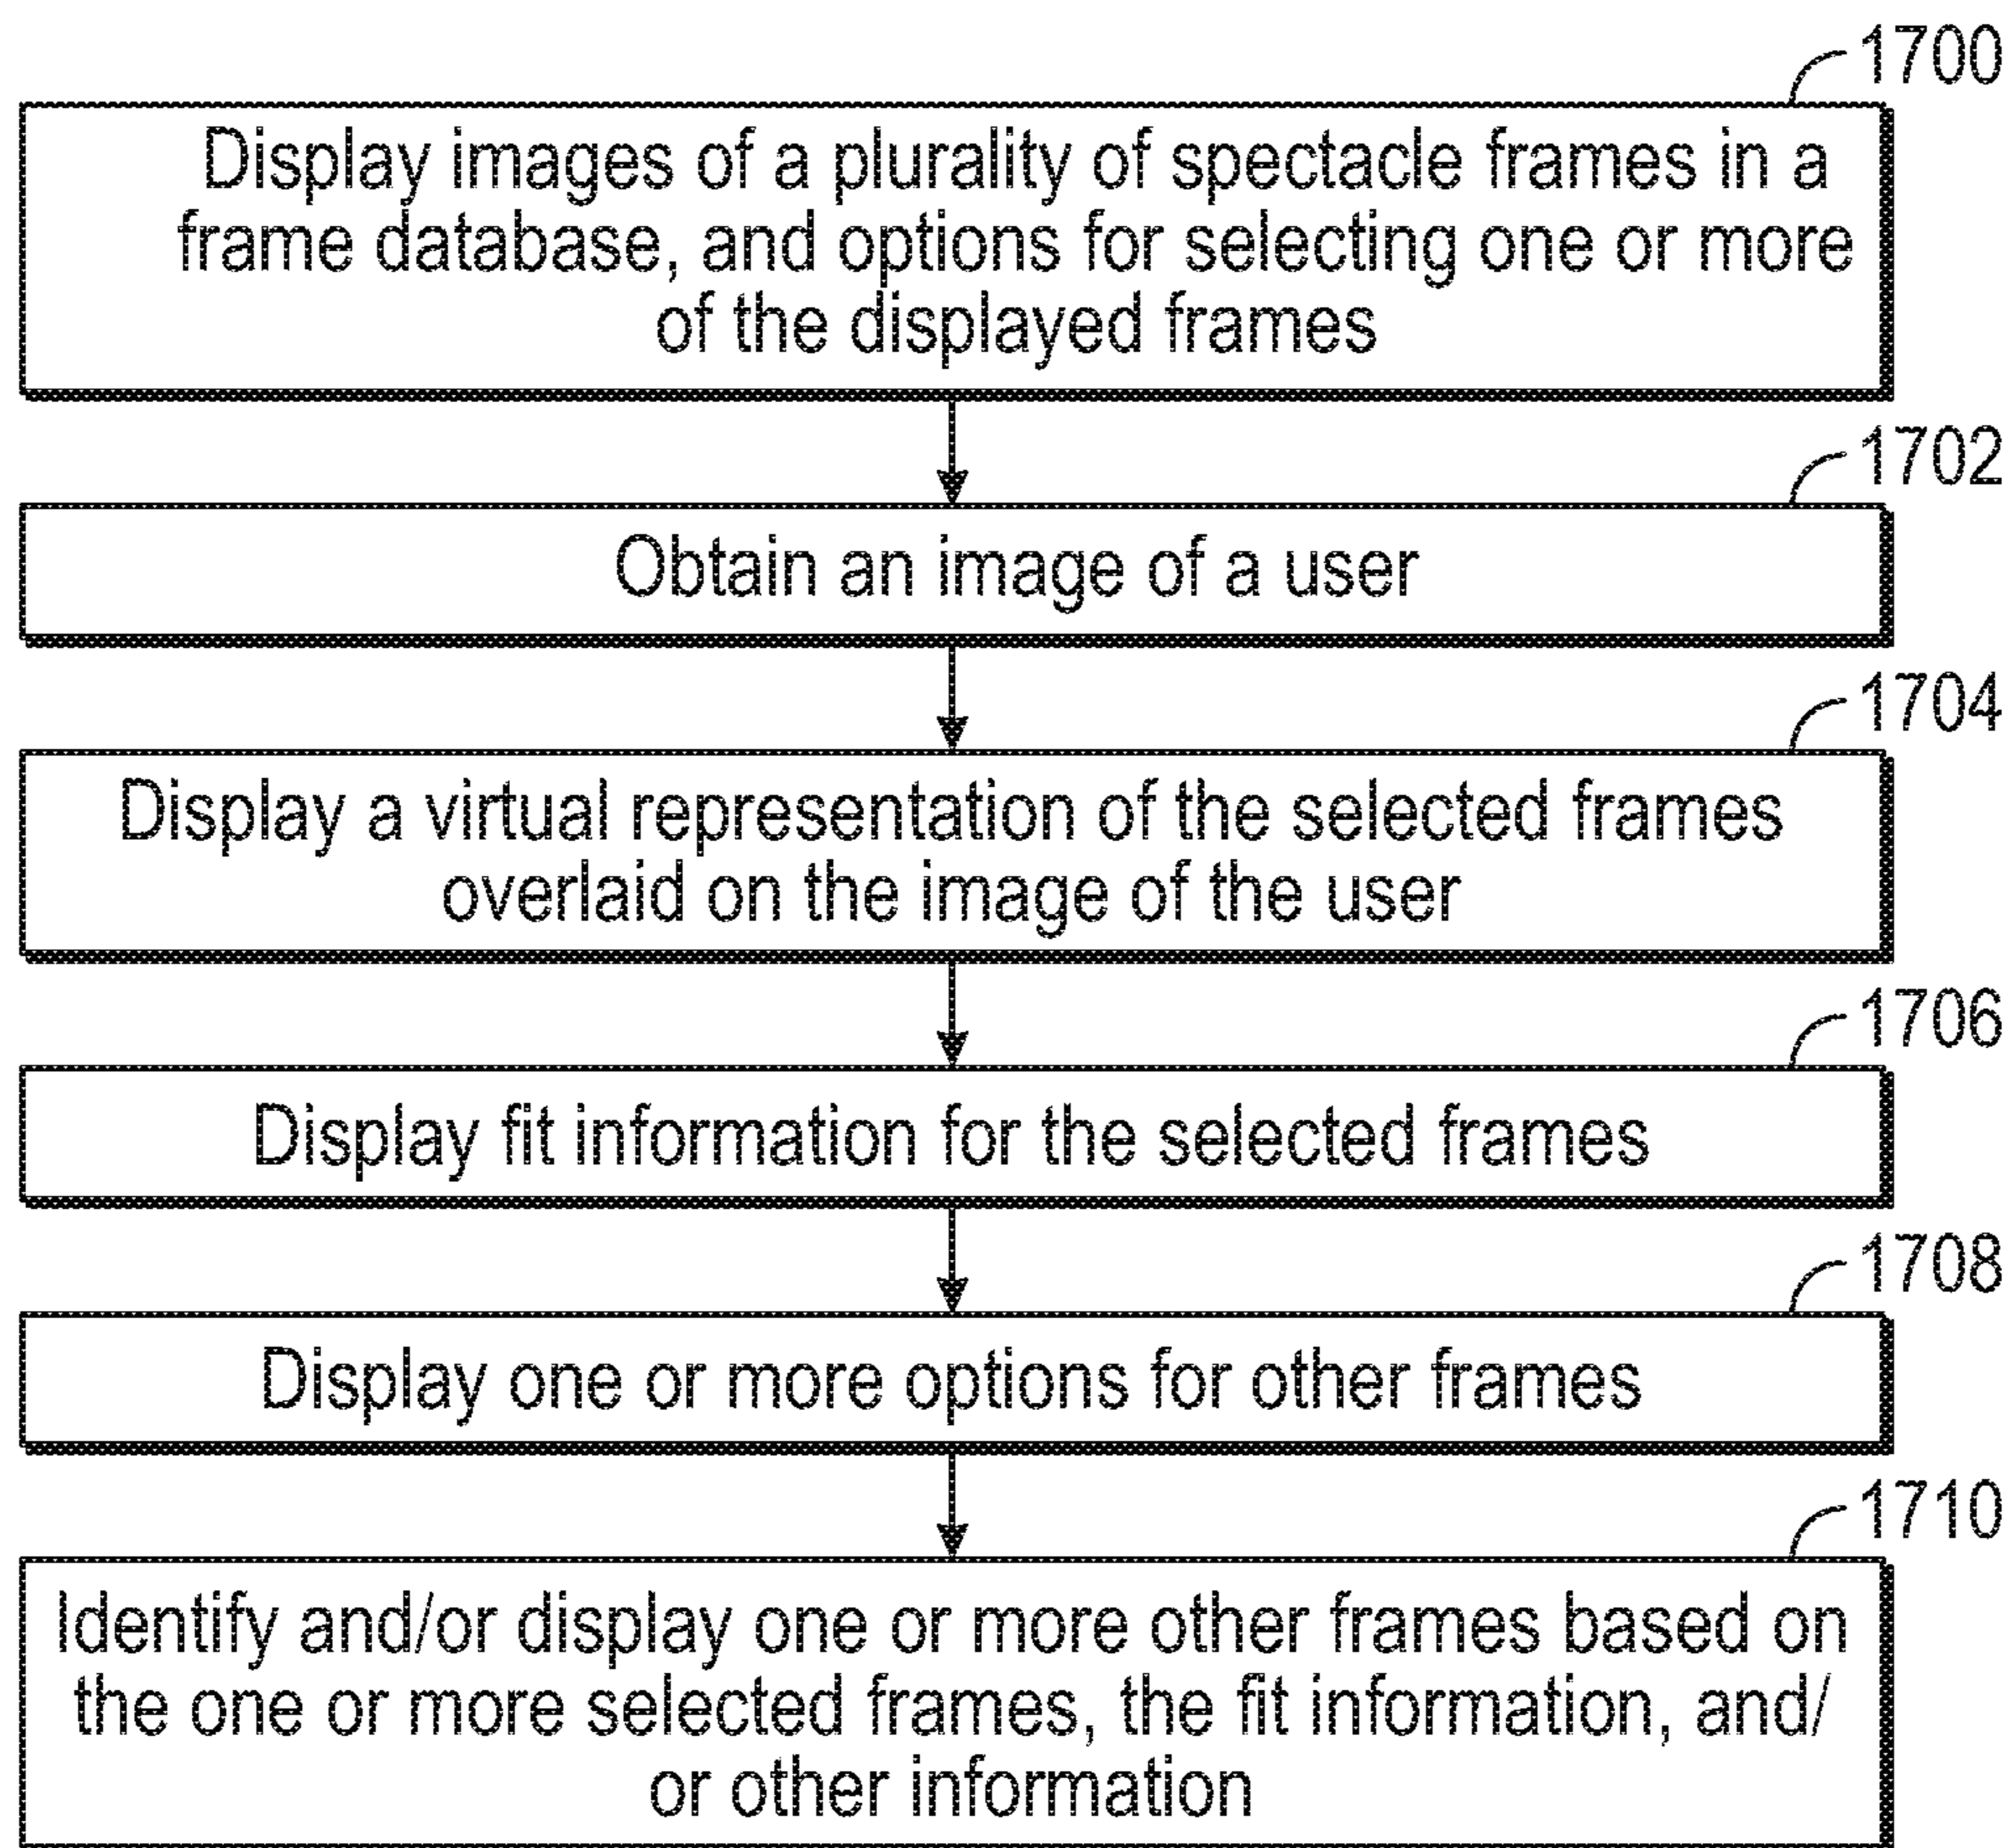 1700
Display images of a plurality of spectacle frames in a
frame database, and options for selecting one or more
of the displayed frames
1702
Obtain an image of a user
1704
Display a virtual representation of the selected frames
overlaid on the image of the user
1706
Display fit information for the selected frames
1708
Display one or more options for other frames
1710
Identify and/or display one or more other frames based on
the one or more selected frames, the fit information, and/
or other information